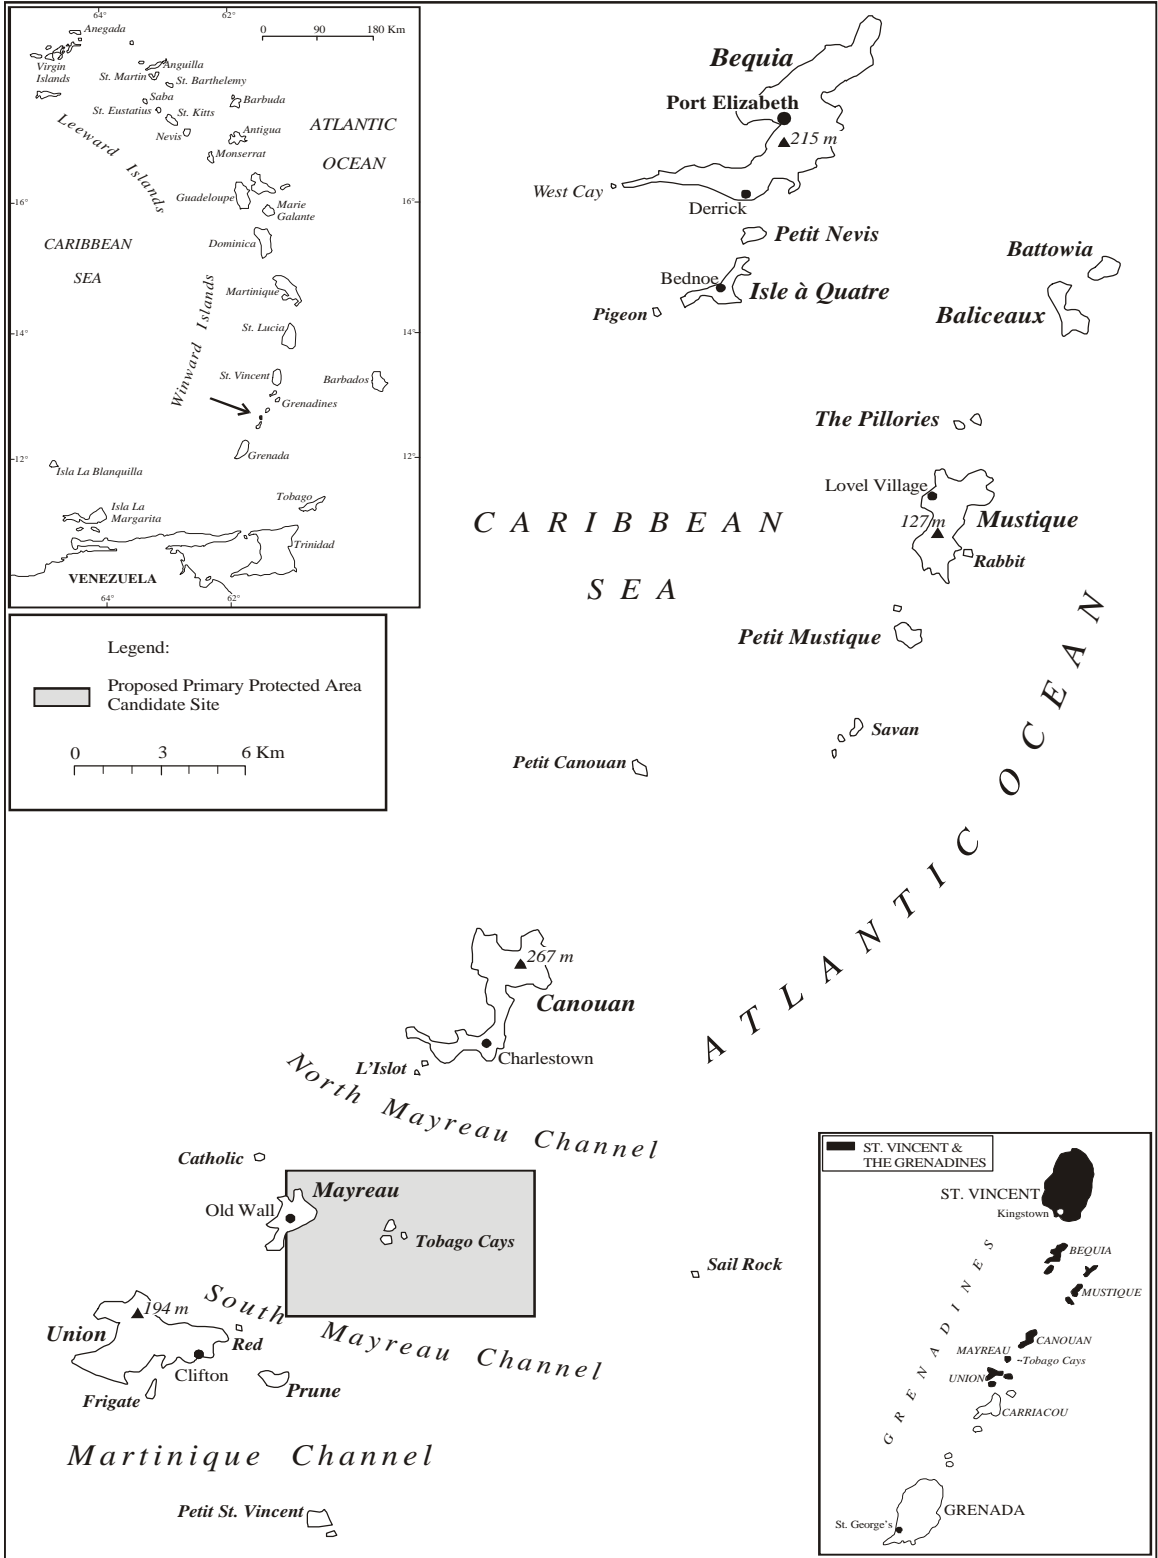 64°
62°
Anegada
0 90 180 Km
Virgin
Islands
Anguilla
St. Martin
St. Barthelemy
Saba
St. Eustatius
St. Kitts
Barbuda
Nevis
Antigua
ATLANTIC
OCEAN
Monserrat
Leeward Islands
Guadeloupe
16°
16°
Marie
Galante
CARIBBEAN
SEA
Dominica
Martinique
Winward Islands
St. Lucia
14°
14°
St. Vincent
Barbados
Grenadines
Grenada
12°
12°
Isla La Blanquilla
Isla La
Margarita
Tobago
Trinidad
VENEZUELA
64°
62°
Legend:
Proposed Primary Protected Area
Candidate Site
0 3 6 Km
Bequia
Port Elizabeth
215 m
West Cay
Derrick
Petit Nevis
Battowia
Bednoe
Isle à Quatre
Pigeon
Baliceaux
The Pillories
Lovel Village
127 m
Mustique
Rabbit
CARIBBEAN
SEA
Petit Mustique
Savan
Petit Canouan
ATLANTIC OCEAN
267 m
Canouan
Charlestown
L'Islot
North Mayreau Channel
Catholic
Mayreau
Old Wall
Tobago Cays
Sail Rock
South Mayreau Channel
194 m
Union
Red
Clifton
Frigate
Prune
Martinique Channel
Petit St. Vincent
ST. VINCENT &
THE GRENADINES
ST. VINCENT
Kingstown
BEQUIA
MUSTIQUE
GRENADINES
CANOUAN
MAYREAU
Tobago Cays
UNION
CARRIACOU
GRENADA
St. George's